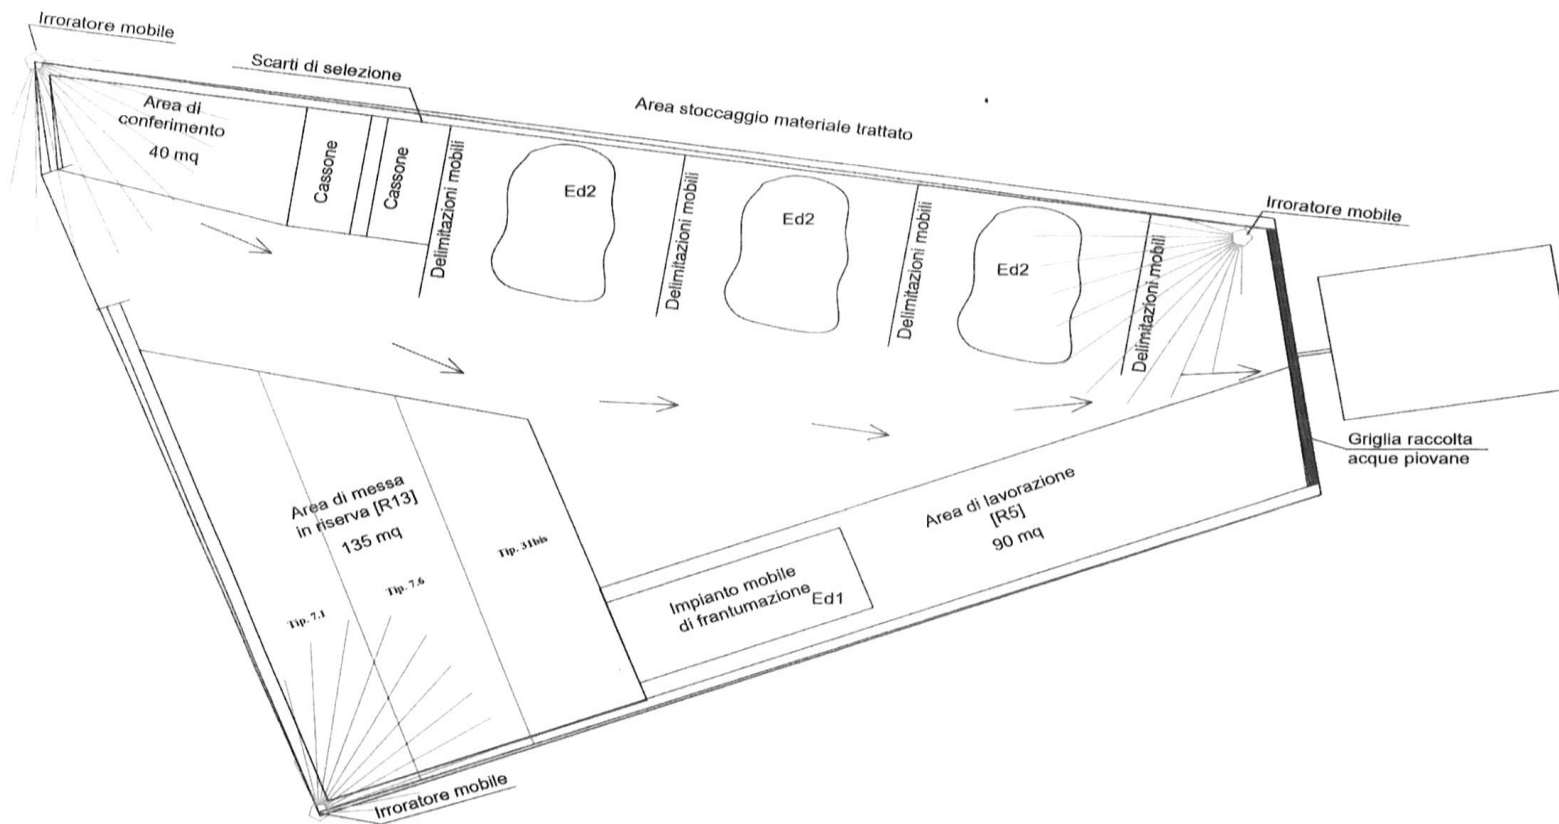 Irroratore mobile
Scarti di selezione
Area stoccaggio materiale trattato
Area di
conferimento
40 mq
Cassone
Cassone
Delimitazioni mobili
Ed2
Delimitazioni mobili
Ed2
Delimitazioni mobili
Ed2
Delimitazioni mobili
Irroratore mobile
Griglia raccolta
acque piovane
Area di messa
in riserva [R13]
135 mq
Tip. 7.1
Tip. 7.6
Tip. 31bis
Area di lavorazione
[R5]
90 mq
Impianto mobile
di frantumazione
Ed1
Irroratore mobile